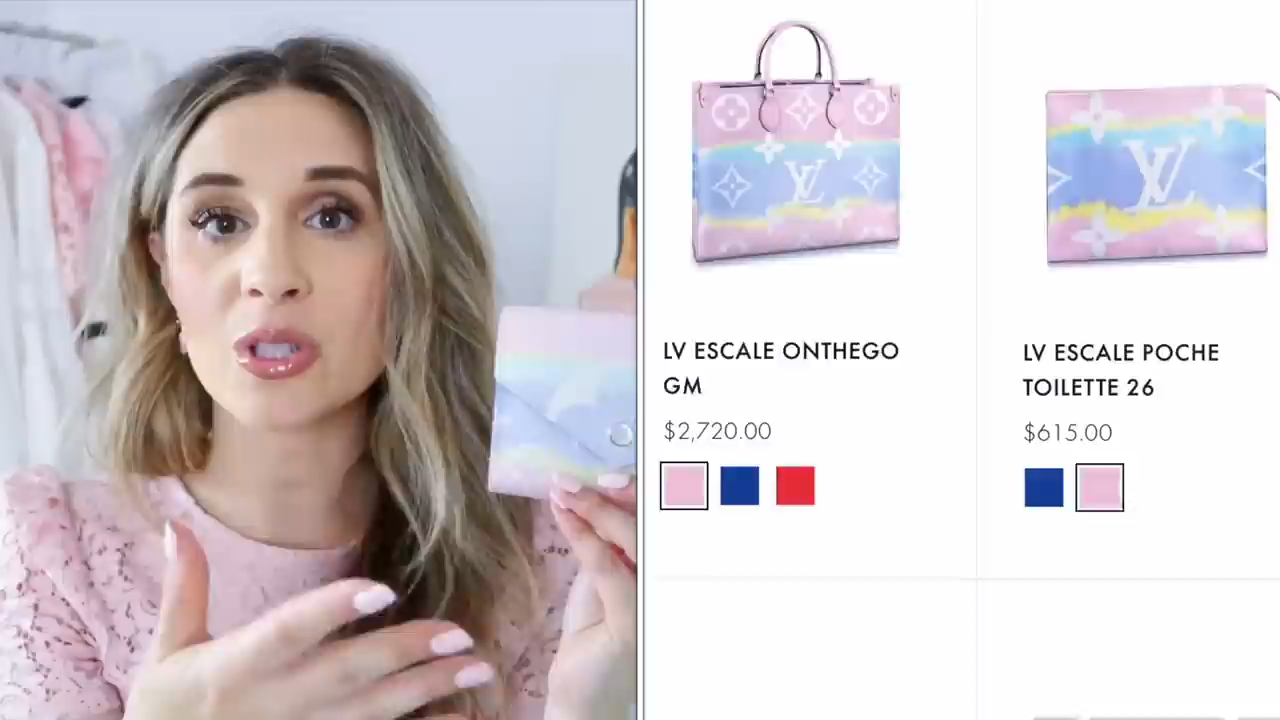 LV ESCALE ONTHEGO
GM
$2,720.00
LV ESCALE POCHE
TOILETTE 26
$615.00